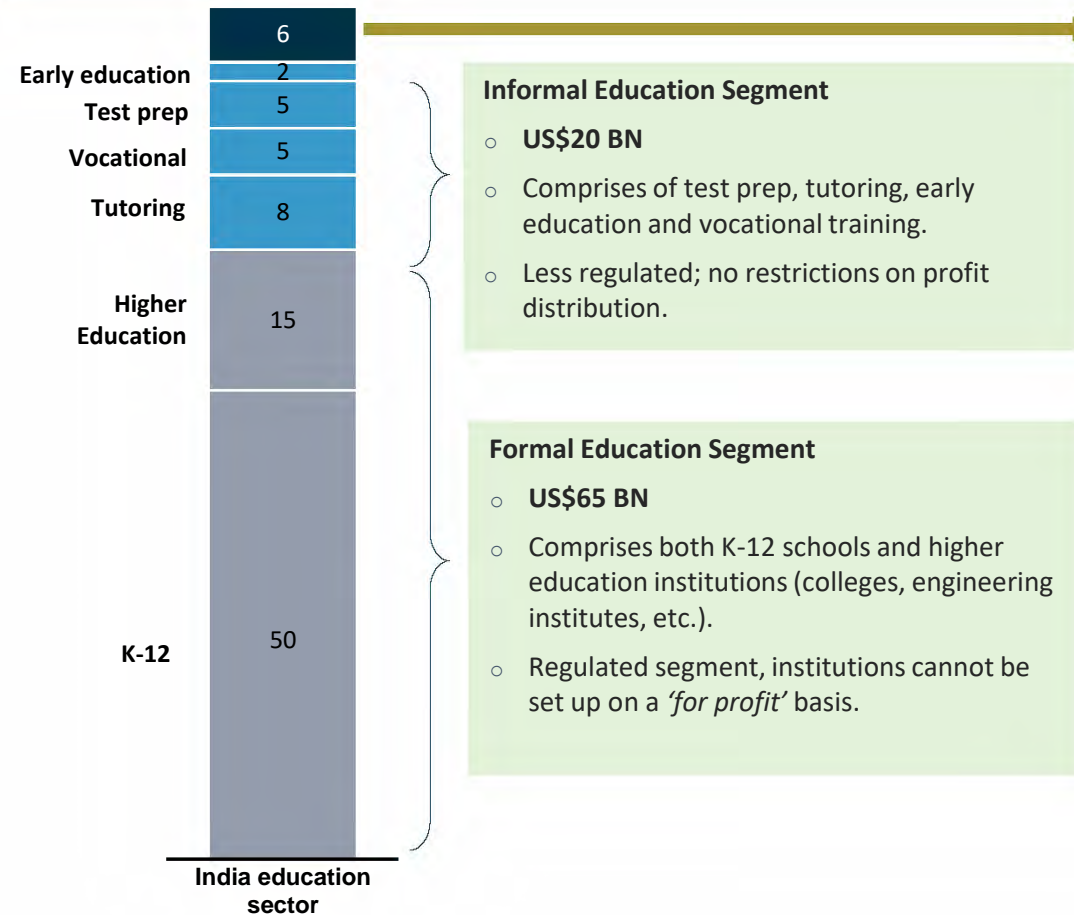 6
Early education
2
Test prep
5
Vocational
5
Tutoring
8
Higher
Education
15
K-12
50
India education
sector
Informal Education Segment
○ US$20 BN
○ Comprises of test prep, tutoring, early
education and vocational training.
○ Less regulated; no restrictions on profit
distribution.
Formal Education Segment
○ US$65 BN
○ Comprises both K-12 schools and higher
education institutions (colleges, engineering
institutes, etc.).
○ Regulated segment, institutions cannot be
set up on a ‘for profit’ basis.